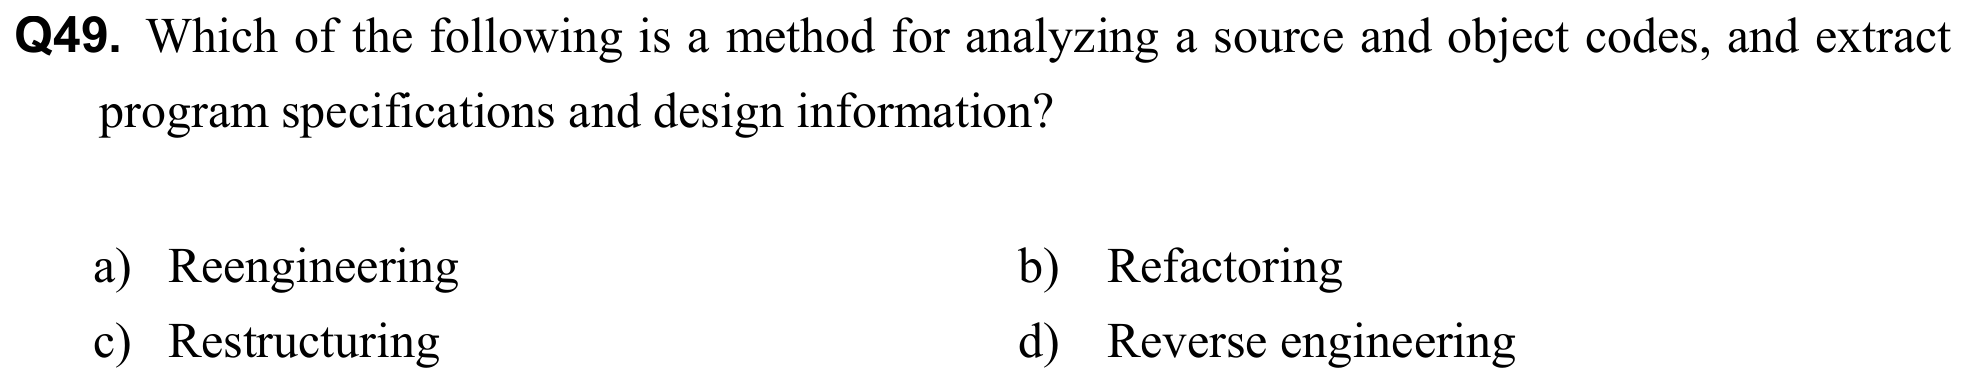 Q49. Which of the following is a method for analyzing a source and object codes, and extract
program specifications and design information?
a) Reengineering b) Refactoring
c) Restructuring d) Reverse engineering